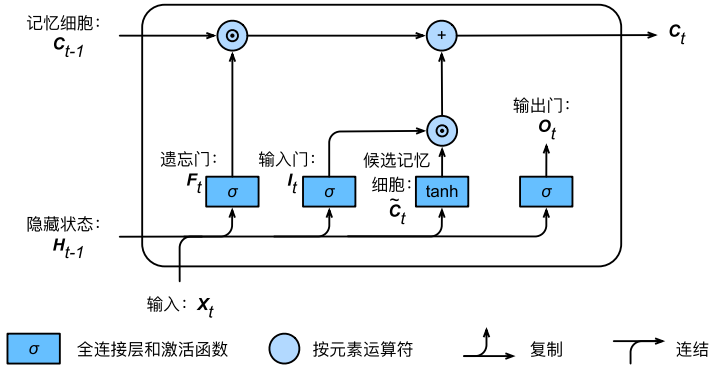 记忆细胞：
C_{t-1}
⊙
+
C_t
⊙
输出门：
O_t
遗忘门：
F_t
σ
输入门：
I_t
σ
候选记忆
细胞：
C̃_t
tanh
σ
隐藏状态：
H_{t-1}
输入：X_t
σ 全连接层和激活函数
按元素运算符
复制
连结